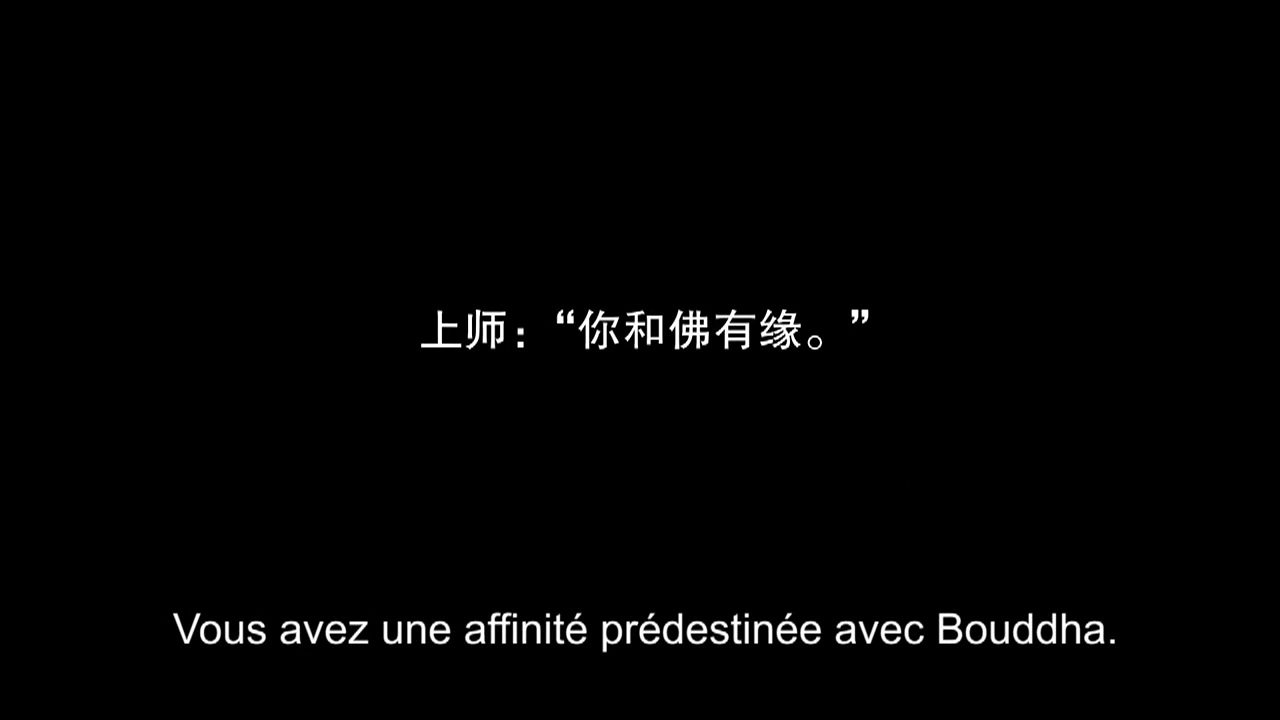 上师：“你和佛有缘。”
Vous avez une affinité prédestinée avec Bouddha.